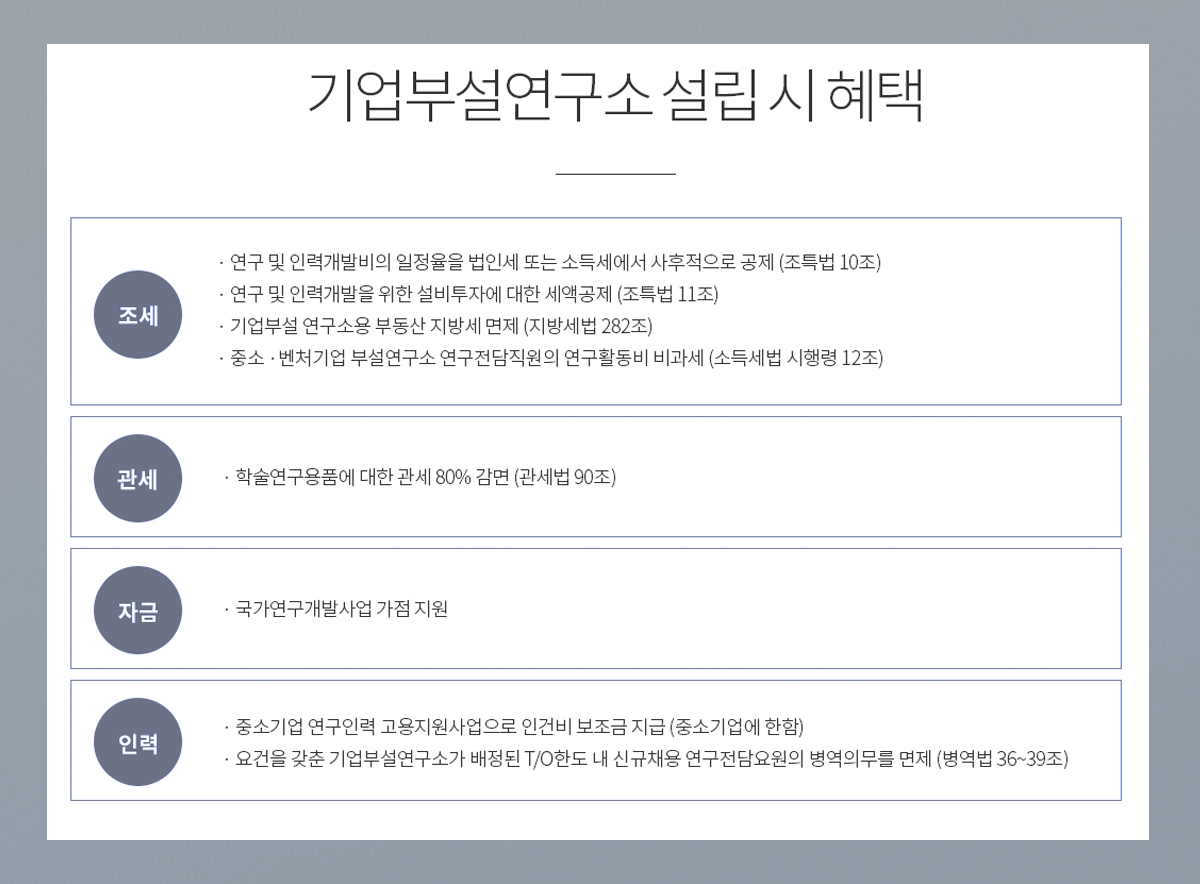 기업부설연구소 설립 시 혜택
조세
· 연구 및 인력개발비의 일정율을 법인세 또는 소득세에서 사후적으로 공제 (조특법 10조)
· 연구 및 인력개발을 위한 설비투자에 대한 세액공제 (조특법 11조)
· 기업부설 연구소용 부동산 지방세 면제 (지방세법 282조)
· 중소 · 벤처기업 부설연구소 연구전담직원의 연구활동비 비과세 (소득세법 시행령 12조)
관세
· 학술연구용품에 대한 관세 80% 감면 (관세법 90조)
자금
· 국가연구개발사업 가점 지원
인력
· 중소기업 연구인력 고용지원사업으로 인건비 보조금 지급 (중소기업에 한함)
· 요건을 갖춘 기업부설연구소가 배정된 T/O한도 내 신규채용 연구전담요원의 병역의무를 면제 (병역법 36~39조)